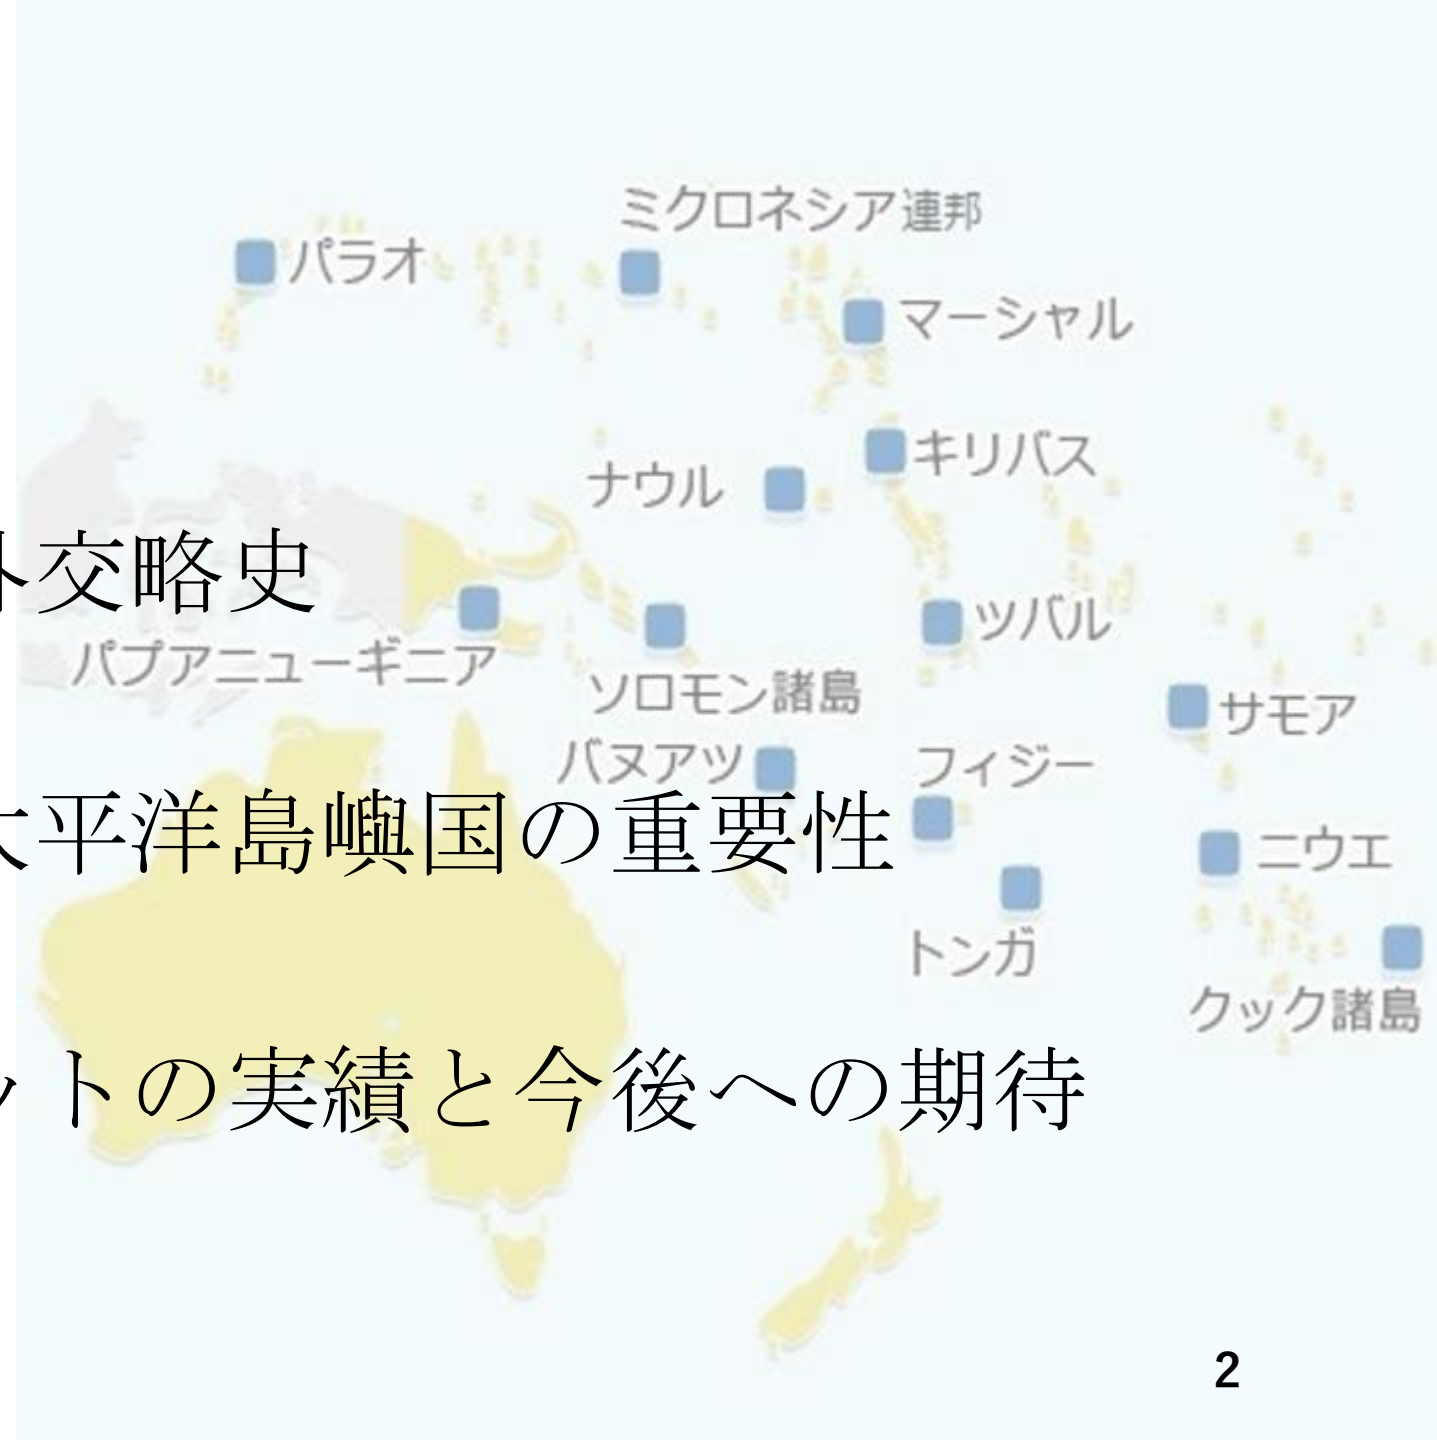 ミクロネシア連邦
パラオ
マーシャル
キリバス
ナウル
外交略史
ツバル
パプアニューギニア
ソロモン諸島
サモア
バヌアツ
フィジー
太平洋島嶼国の重要性
ニウエ
トンガ
クック諸島
ットの実績と今後への期待
2